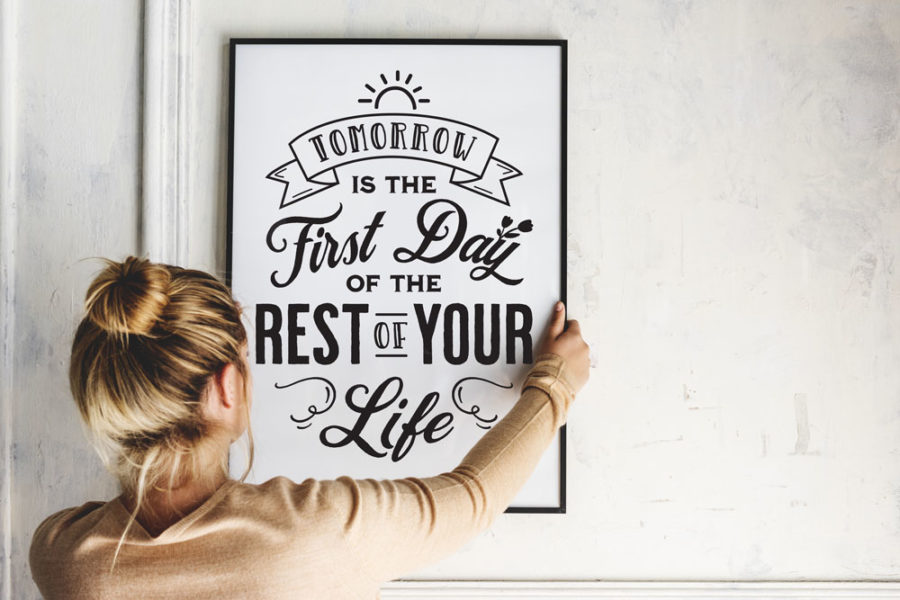 TOMORROW
IS THE
First Day
OF THE
REST OF YOUR
Life